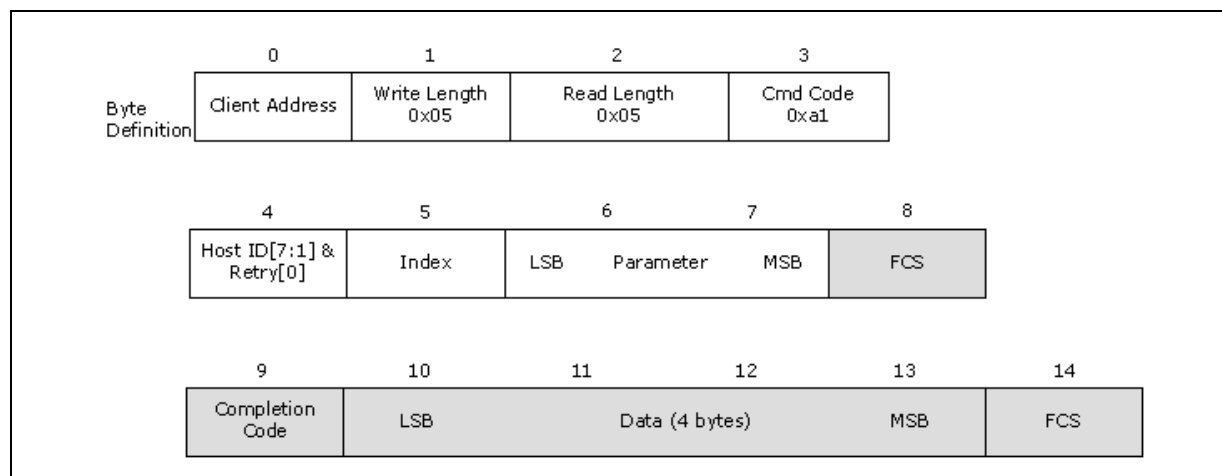 0 1 2 3
Byte
Definition
Client Address
Write Length
0x05
Read Length
0x05
Cmd Code
0xa1
4 5 6 7 8
Host ID[7:1] &
Retry[0]
Index
LSB Parameter MSB
FCS
9 10 11 12 13 14
Completion
Code
LSB Data (4 bytes) MSB
FCS